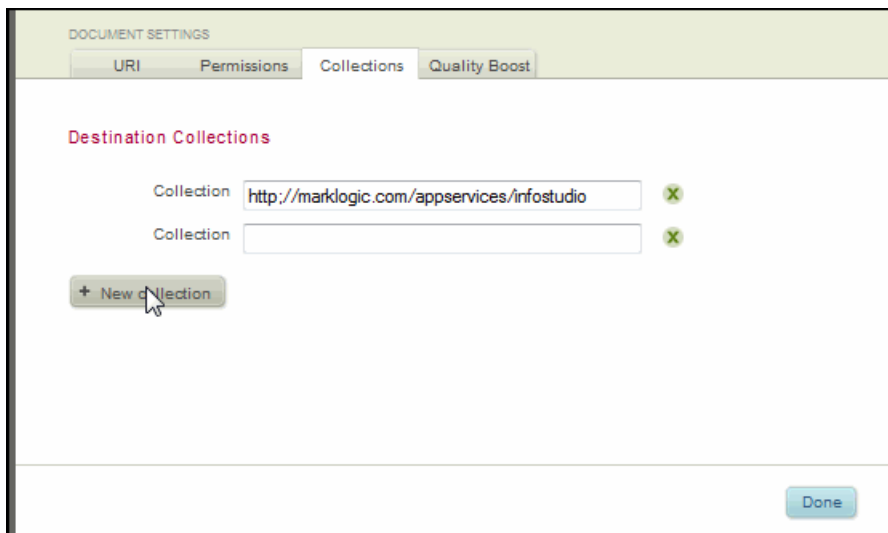 DOCUMENT SETTINGS
URI Permissions Collections Quality Boost
Destination Collections
Collection http;//marklogic.com/appservices/infostudio X
Collection X
+ New collection
Done